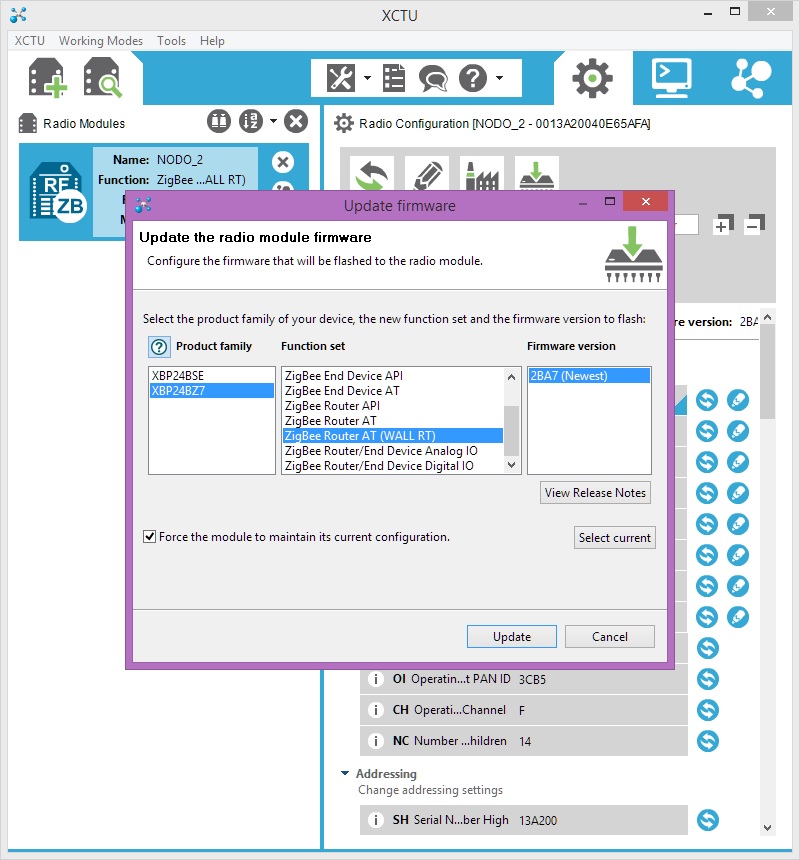 XCTU
XCTU Working Modes Tools Help
Radio Modules
Radio Configuration [NODO_2 - 0013A20040E65AFA]
RF
ZB
Name: NODO_2
Function: ZigBee ...ALL RT)
Update firmware
Update the radio module firmware
Configure the firmware that will be flashed to the radio module.
re version: 2BA
Select the product family of your device, the new function set and the firmware version to flash:
Product family
XBP24BSE
XBP24BZ7
Function set
ZigBee End Device API
ZigBee End Device AT
ZigBee Router API
ZigBee Router AT
ZigBee Router AT (WALL RT)
ZigBee Router/End Device Analog IO
ZigBee Router/End Device Digital IO
Firmware version
2BA7 (Newest)
View Release Notes
Force the module to maintain its current configuration.
Select current
Update
Cancel
i OI Operatin...t PAN ID 3CB5
i CH Operati...Channel F
i NC Number ...hildren 14
Addressing
Change addressing settings
i SH Serial N...ber High 13A200